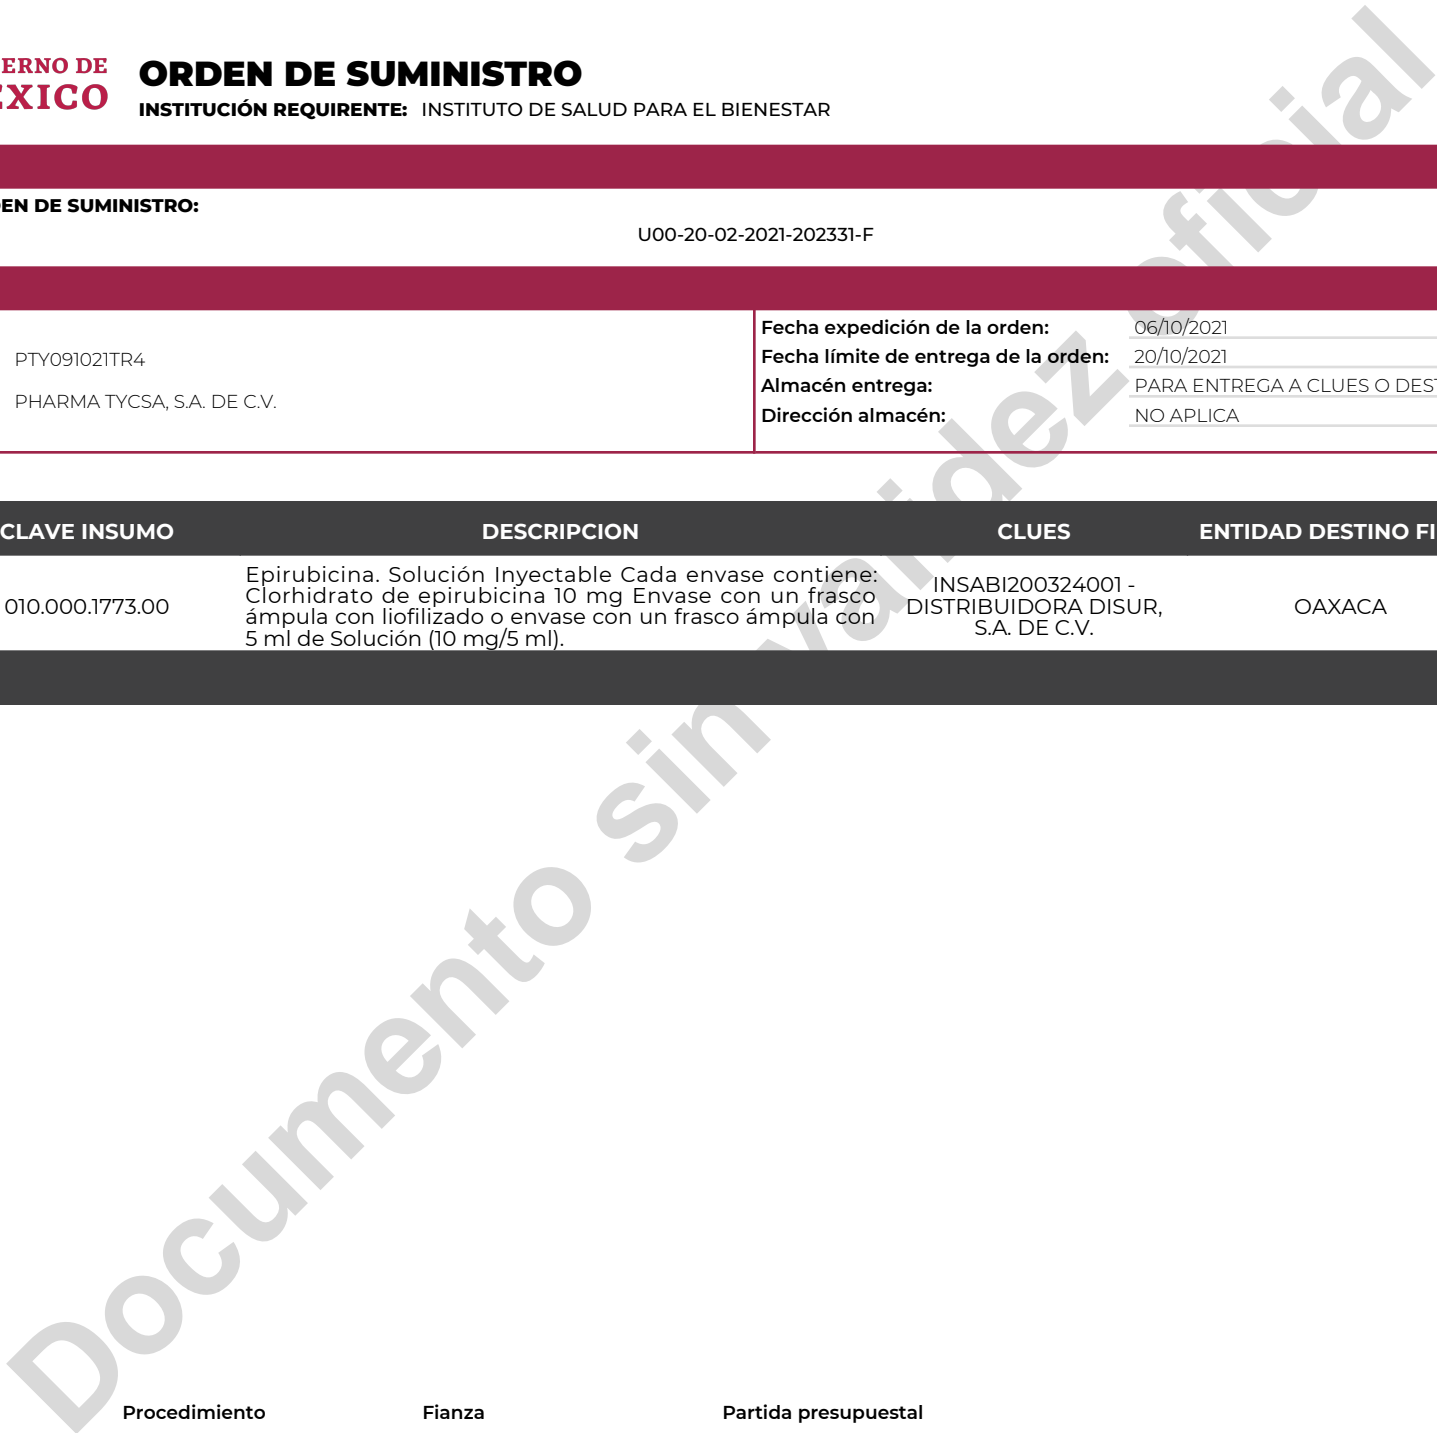 ERNO DE
XICO
ORDEN DE SUMINISTRO
INSTITUCIÓN REQUIRENTE: INSTITUTO DE SALUD PARA EL BIENESTAR
EN DE SUMINISTRO:
U00-20-02-2021-202331-F
PTY091021TR4
PHARMA TYCSA, S.A. DE C.V.
Fecha expedición de la orden: 06/10/2021
Fecha límite de entrega de la orden: 20/10/2021
Almacén entrega: PARA ENTREGA A CLUES O DEST
Dirección almacén: NO APLICA
CLAVE INSUMO DESCRIPCION CLUES ENTIDAD DESTINO FI
010.000.1773.00
Epirubicina. Solución Inyectable Cada envase contiene:
Clorhidrato de epirubicina 10 mg Envase con un frasco
ámpula con liofilizado o envase con un frasco ámpula con
5 ml de Solución (10 mg/5 ml).
INSABI200324001 -
DISTRIBUIDORA DISUR,
S.A. DE C.V.
OAXACA
Documento sin validez oficial
Procedimiento Fianza Partida presupuestal